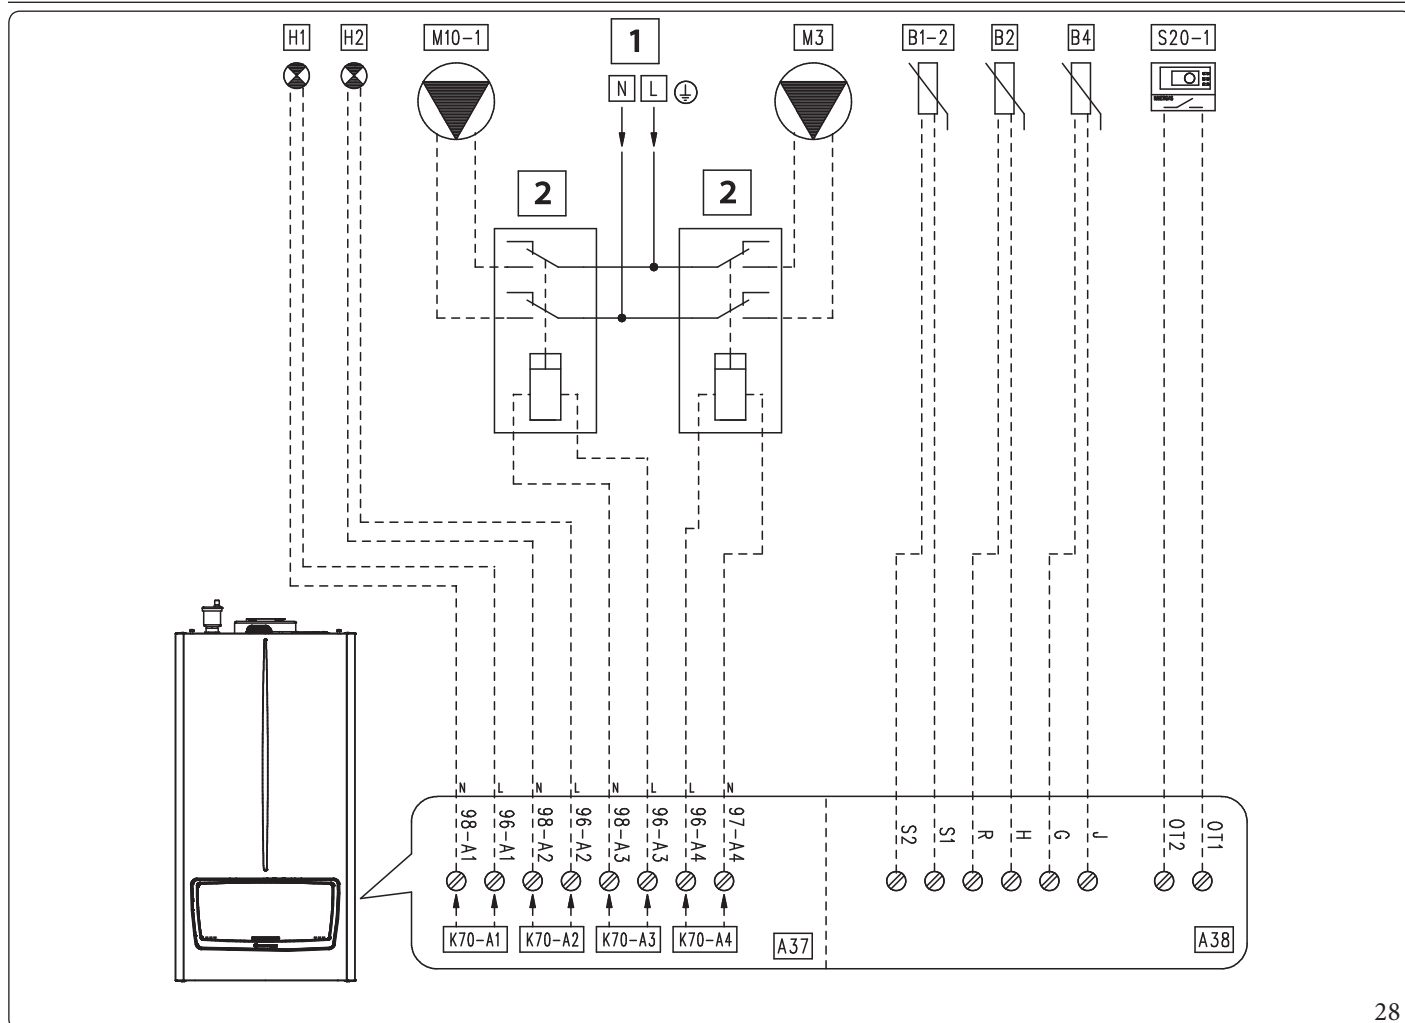 H1 H2 M10-1 1 M3 B1-2 B2 B4 S20-1
N L
2 2
N L N L N L L N
98-A1 96-A1 98-A2 96-A2 98-A3 96-A3 96-A4 97-A4 S2 S1 R H G J OT2 OT1
K70-A1 K70-A2 K70-A3 K70-A4 A37 A38
28